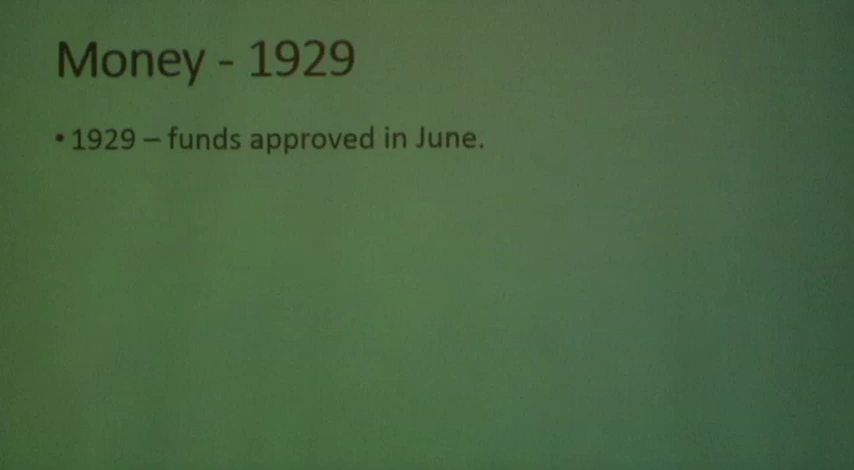 Money - 1929
• 1929 – funds approved in June.